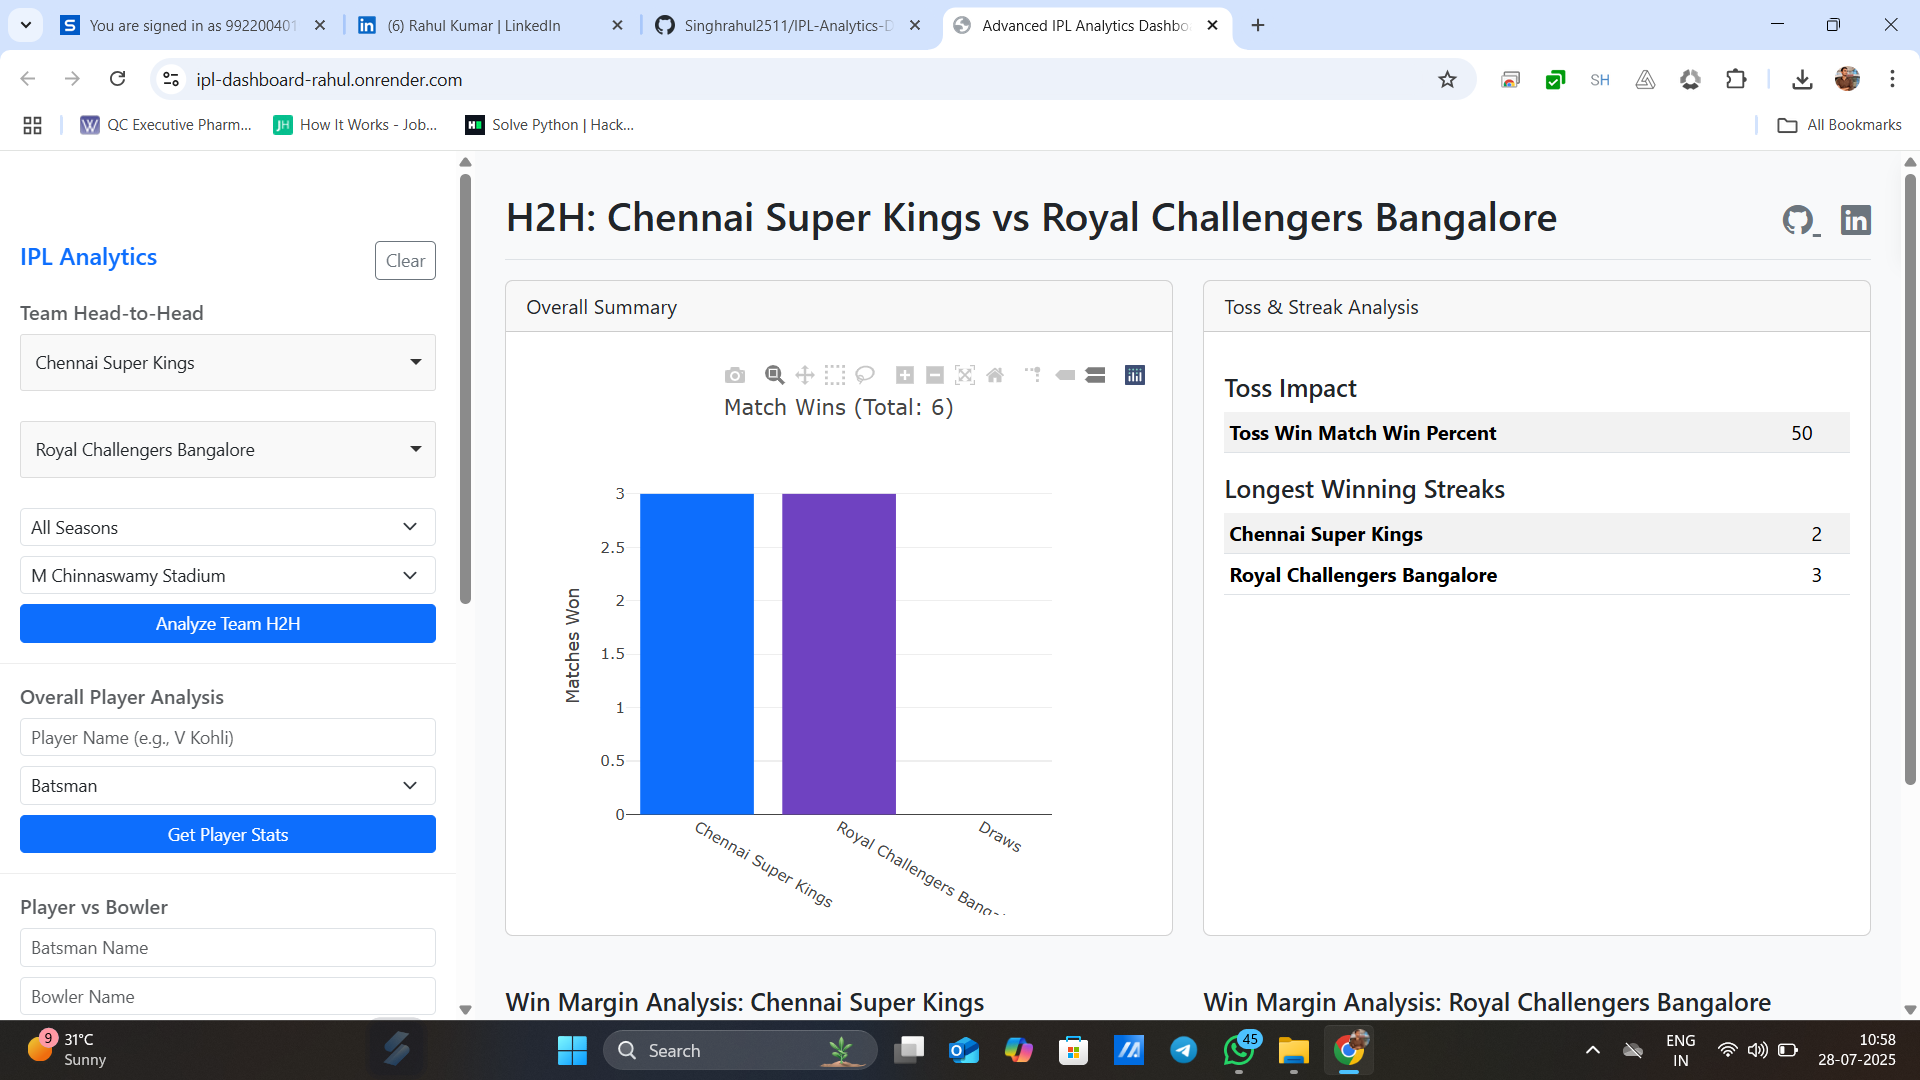 You are signed in as 992200401
(6) Rahul Kumar | LinkedIn
Singhrahul2511/IPL-Analytics-D
Advanced IPL Analytics Dashbo
ipl-dashboard-rahul.onrender.com
SH
QC Executive Pharm...
How It Works - Job...
Solve Python | Hack...
All Bookmarks
IPL Analytics
Clear
Team Head-to-Head
Chennai Super Kings
Royal Challengers Bangalore
All Seasons
M Chinnaswamy Stadium
Analyze Team H2H
Overall Player Analysis
Player Name (e.g., V Kohli)
Batsman
Get Player Stats
Player vs Bowler
Batsman Name
Bowler Name
H2H: Chennai Super Kings vs Royal Challengers Bangalore
Overall Summary
Match Wins (Total: 6)
Matches Won
3
2.5
2
1.5
1
0.5
0
Chennai Super Kings
Royal Challengers Banga
Draws
Toss & Streak Analysis
Toss Impact
Toss Win Match Win Percent 50
Longest Winning Streaks
Chennai Super Kings 2
Royal Challengers Bangalore 3
Win Margin Analysis: Chennai Super Kings
Win Margin Analysis: Royal Challengers Bangalore
9
31°C
Sunny
Search
45
ENG
IN
10:58
28-07-2025